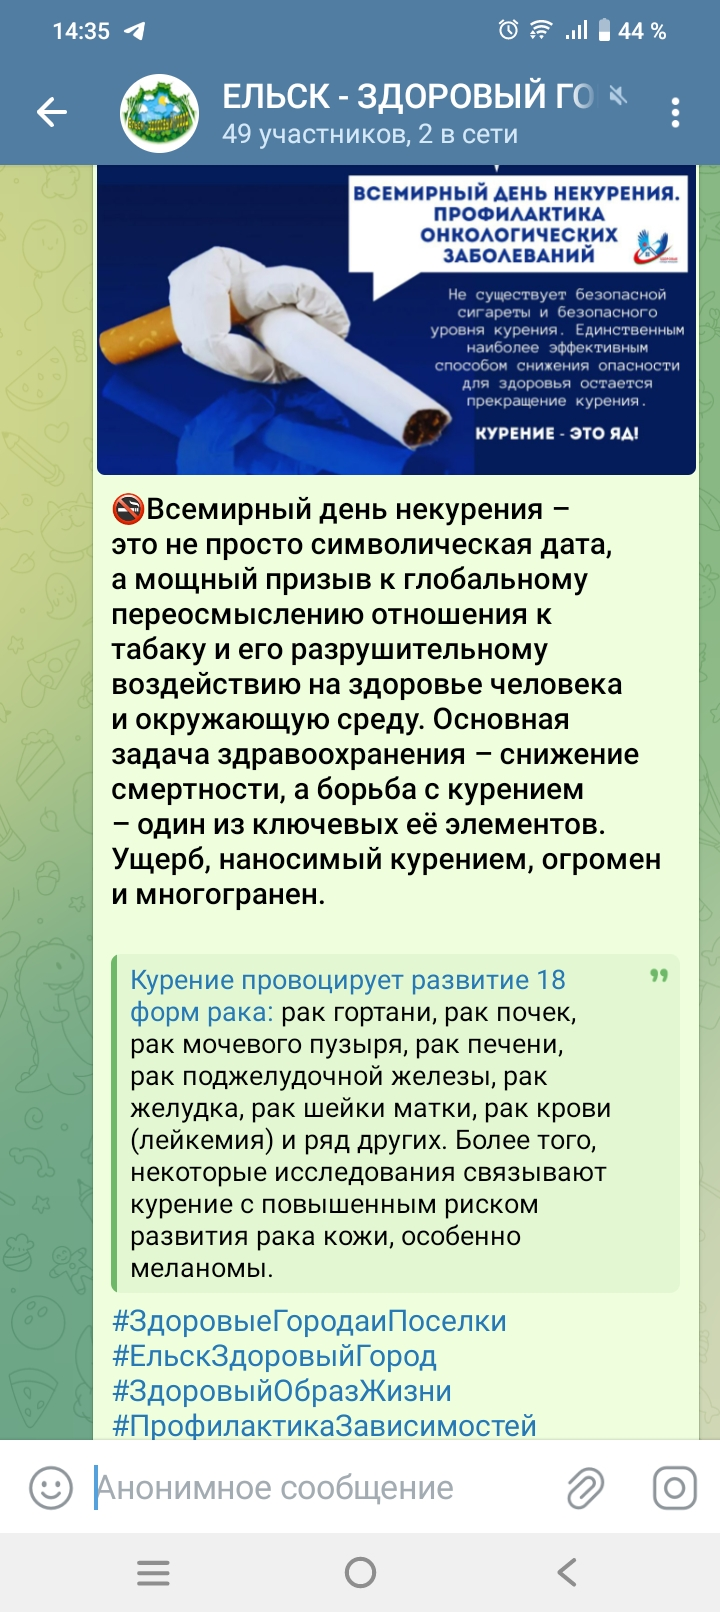 14:35
44 %
ЕЛЬСК - ЗДОРОВЫЙ ГО
49 участников, 2 в сети
ВСЕМИРНЫЙ ДЕНЬ НЕКУРЕНИЯ.
ПРОФИЛАКТИКА
ОНКОЛОГИЧЕСКИХ
ЗАБОЛЕВАНИЙ
Не существует безопасной
сигареты и безопасного
уровня курения. Единственным
наиболее эффективным
способом снижения опасности
для здоровья остается
прекращение курения.
КУРЕНИЕ - ЭТО ЯД!
Всемирный день некурения –
это не просто символическая дата,
а мощный призыв к глобальному
переосмыслению отношения к
табаку и его разрушительному
воздействию на здоровье человека
и окружающую среду. Основная
задача здравоохранения – снижение
смертности, а борьба с курением
– один из ключевых её элементов.
Ущерб, наносимый курением, огромен
и многогранен.
Курение провоцирует развитие 18
форм рака: рак гортани, рак почек,
рак мочевого пузыря, рак печени,
рак поджелудочной железы, рак
желудка, рак шейки матки, рак крови
(лейкемия) и ряд других. Более того,
некоторые исследования связывают
курение с повышенным риском
развития рака кожи, особенно
меланомы.
#ЗдоровыеГородаиПоселки
#ЕльскЗдоровыйГород
#ЗдоровыйОбразЖизни
#ПрофилактикаЗависимостей
Анонимное сообщение